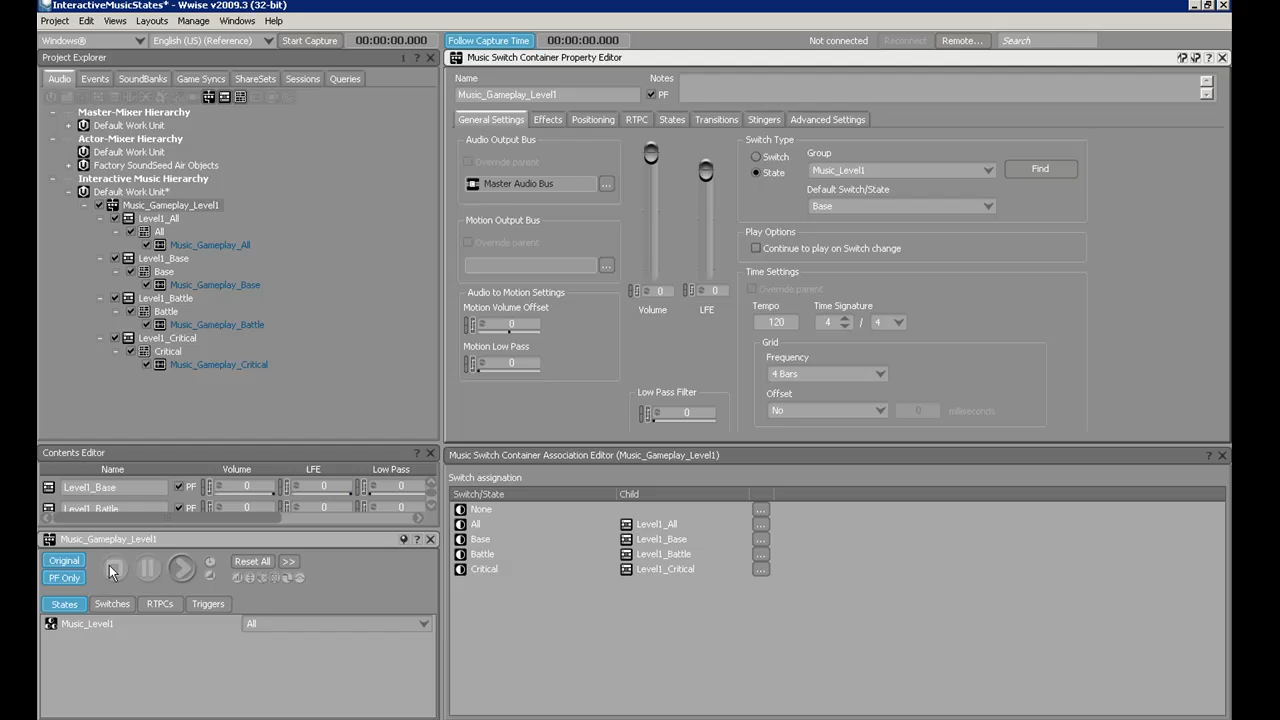 InteractiveMusicStates* - Wwise v2009.3 (32-bit)
Project Edit Views Layouts Manage Windows Help
Windows® English (US) (Reference) Start Capture 00:00:00.000 Follow Capture Time 00:00:00.000 Not connected Reconnect Remote... Search
Project Explorer
Audio Events SoundBanks Game Syncs ShareSets Sessions Queries
Master-Mixer Hierarchy
Default Work Unit
Actor-Mixer Hierarchy
Default Work Unit
Factory SoundSeed Air Objects
Interactive Music Hierarchy
Default Work Unit*
Music_Gameplay_Level1
Level1_All
All
Music_Gameplay_All
Level1_Base
Base
Music_Gameplay_Base
Level1_Battle
Battle
Music_Gameplay_Battle
Level1_Critical
Critical
Music_Gameplay_Critical
Music Switch Container Property Editor
Name Notes
Music_Gameplay_Level1 PF
General Settings Effects Positioning RTPC States Transitions Stingers Advanced Settings
Audio Output Bus
Override parent
Master Audio Bus ...
Motion Output Bus
Override parent
...
Audio to Motion Settings
Motion Volume Offset
0
Motion Low Pass
0
0 0
Volume LFE
Low Pass Filter
0
Switch Type
Switch
State
Group
Music_Level1 Find
Default Switch/State
Base
Play Options
Continue to play on Switch change
Time Settings
Override parent
Tempo Time Signature
120 4 / 4
Grid
Frequency
4 Bars
Offset
No 0 milliseconds
Contents Editor
Name Volume LFE Low Pass
Level1_Base PF 0 0 0
Level1_Battle PF 0 0 0
Music_Gameplay_Level1
Original
PF Only
Reset All >>
States Switches RTPCs Triggers
Music_Level1 All
Music Switch Container Association Editor (Music_Gameplay_Level1)
Switch assignation
Switch/State Child
None ...
All Level1_All ...
Base Level1_Base ...
Battle Level1_Battle ...
Critical Level1_Critical ...